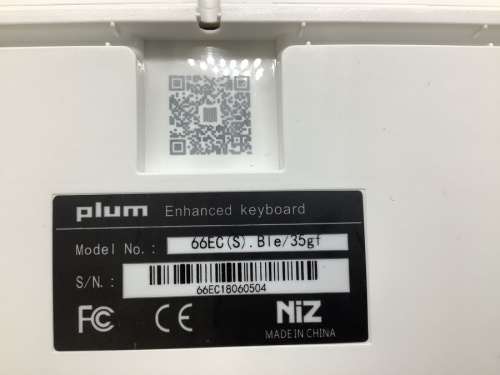 plum Enhanced keyboard
Model No.: 66EC(S).Ble/35gf
S/N.:
66EC18060504
FC CE NiZ
MADE IN CHINA